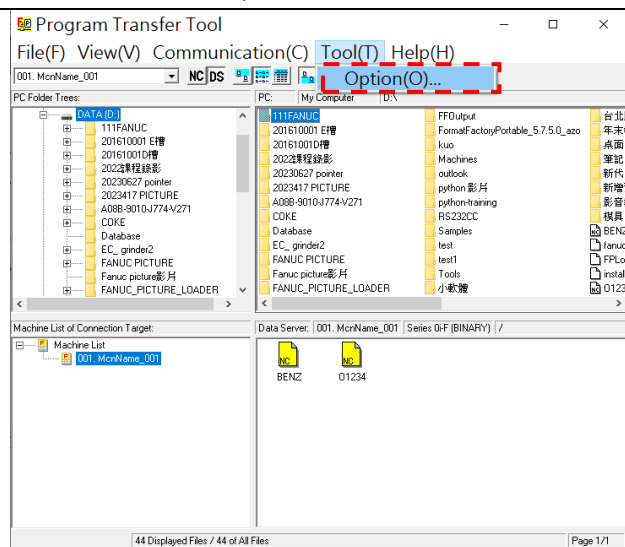 Program Transfer Tool
File(F) View(V) Communication(C) Tool(T) Help(H)
001. McnName_001 NC DS Option(O)...
PC Folder Trees:
DATA (D:)
111FANUC
201610001 E槽
20161001D槽
2022課程錄影
20230627 pointer
2023417 PICTURE
A08B-9010-J774-V271
COKE
Database
EC_ grinder2
FANUC PICTURE
Fanuc picture影片
FANUC_PICTURE_LOADER
PC: My Computer D:\
111FANUC
201610001 E槽
20161001D槽
2022課程錄影
20230627 pointer
2023417 PICTURE
A08B-9010-J774-V271
COKE
Database
EC_ grinder2
FANUC PICTURE
Fanuc picture影片
FANUC_PICTURE_LOADER
FFOutput
FormatFactoryPortable_5.7.5.0_azo
kuo
Machines
outlook
python 影片
python-training
RS232CC
Samples
test
test1
Tools
小軟體
台北
年末
桌面
筆記
新代
新增
影音
模具
BENZ
fanuc
FPLo
instal
O123
Machine List of Connection Target:
Machine List
001. McnName_001
Data Server: 001. McnName_001 Series 0i-F (BINARY) /
NC NC
BENZ O1234
44 Displayed Files / 44 of All Files
Page 1/1